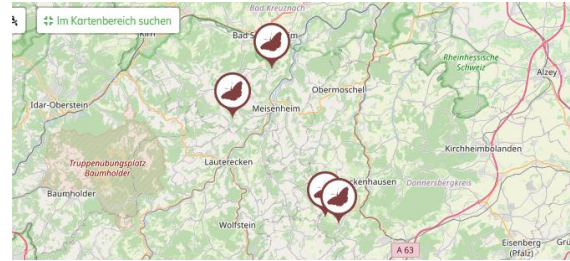 Bad Kreuznach
Im Kartenbereich suchen
Kirn
Bad
Rheinhessische
Schweiz
Alzey
Obermoschel
Idar-Oberstein
Meisenheim
Kirchheimbolanden
Truppenübungsplatz
Baumholder
Lauterecken
Donnersbergkreis
Baumholder
Wolfstein
A 63
Eisenberg
(Pfalz)